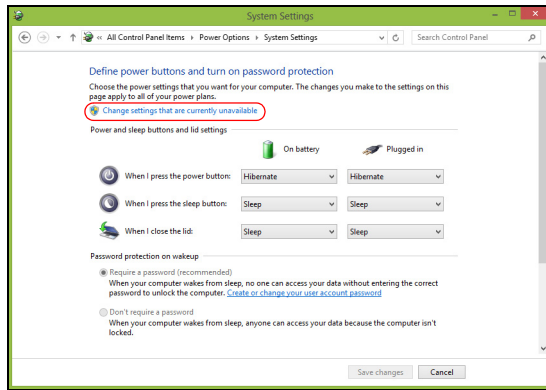 System Settings
« All Control Panel Items › Power Options › System Settings
Search Control Panel
Define power buttons and turn on password protection
Choose the power settings that you want for your computer. The changes you make to the settings on this
page apply to all of your power plans.
Change settings that are currently unavailable
Power and sleep buttons and lid settings
On battery Plugged in
When I press the power button: Hibernate Hibernate
When I press the sleep button: Sleep Sleep
When I close the lid: Sleep Sleep
Password protection on wakeup
Require a password (recommended)
When your computer wakes from sleep, no one can access your data without entering the correct
password to unlock the computer. Create or change your user account password
Don't require a password
When your computer wakes from sleep, anyone can access your data because the computer isn't
locked.
Save changes Cancel